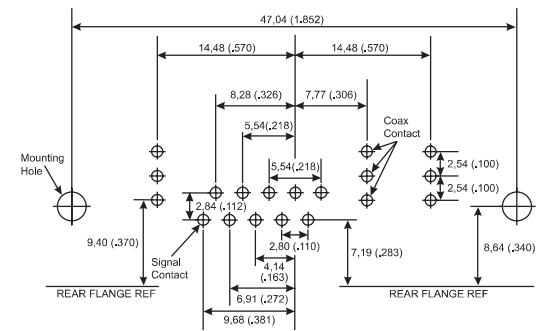 47,04 (1.852)
14,48 (.570)
14,48 (.570)
8,28 (.326)
7,77 (.306)
5,54(.218)
Coax
Contact
Mounting
Hole
5,54(.218)
2,54 (.100)
2,54 (.100)
2,84 (.112)
9,40 (.370)
Signal
Contact
2,80 (.110)
7,19 (.283)
8,64 (.340)
4,14
(.163)
REAR FLANGE REF
REAR FLANGE REF
6,91 (.272)
9,68 (.381)